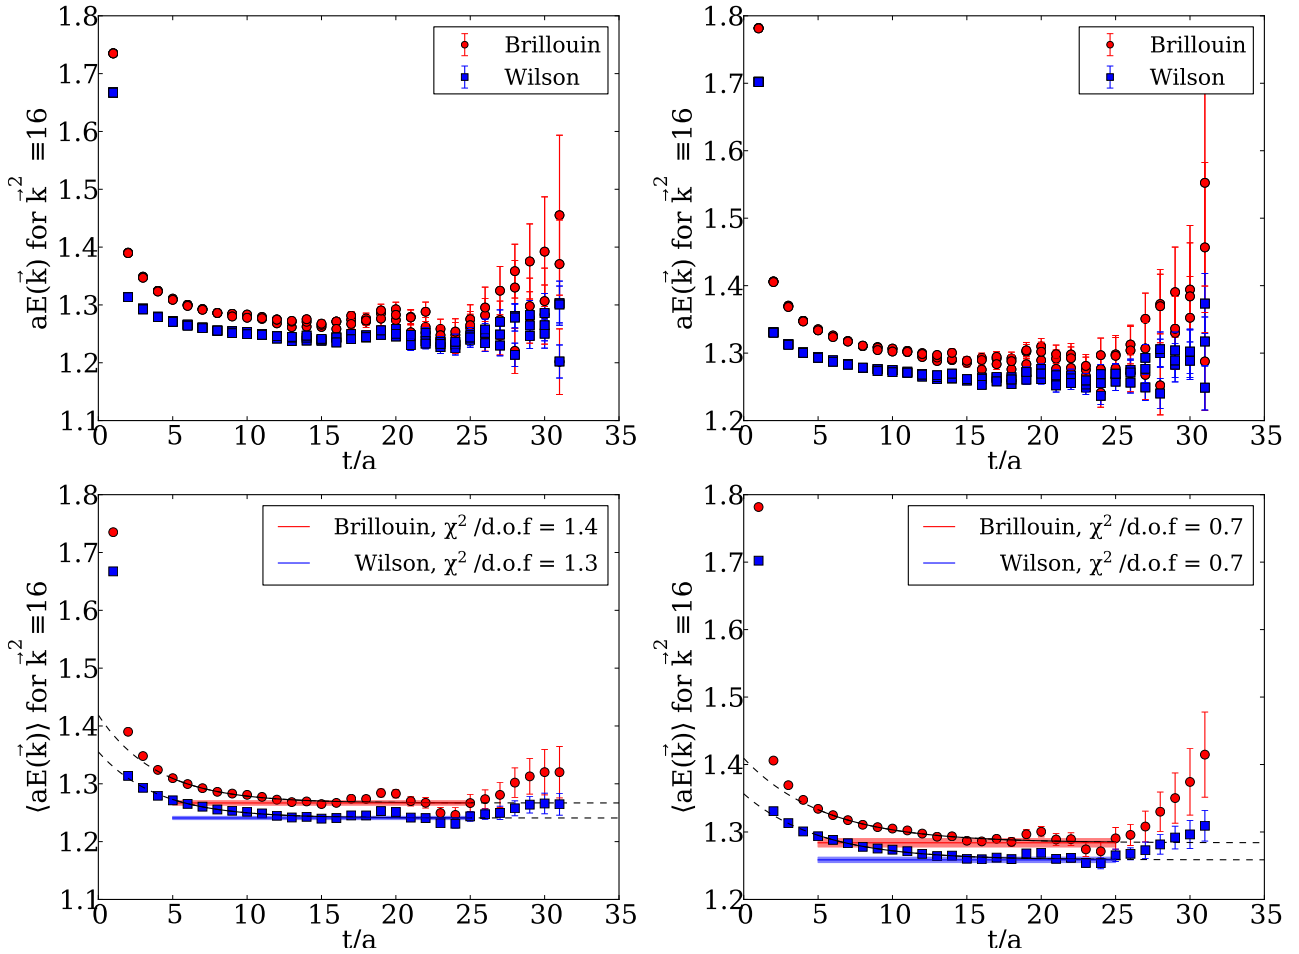 1.8
1.7
1.6
1.5
1.4
1.3
1.2
1.1
0 5 10 15 20 25 30 35
t/a
aE(k⃗) for k⃗² ≡16
Brillouin
Wilson
1.8
1.7
1.6
1.5
1.4
1.3
1.2
0 5 10 15 20 25 30 35
t/a
aE(k⃗) for k⃗² ≡16
Brillouin
Wilson
1.8
1.7
1.6
1.5
1.4
1.3
1.2
1.1
0 5 10 15 20 25 30 35
t/a
⟨aE(k⃗)⟩ for k⃗² ≡16
Brillouin, χ² /d.o.f = 1.4
Wilson, χ² /d.o.f = 1.3
1.8
1.7
1.6
1.5
1.4
1.3
1.2
0 5 10 15 20 25 30 35
t/a
⟨aE(k⃗)⟩ for k⃗² ≡16
Brillouin, χ² /d.o.f = 0.7
Wilson, χ² /d.o.f = 0.7